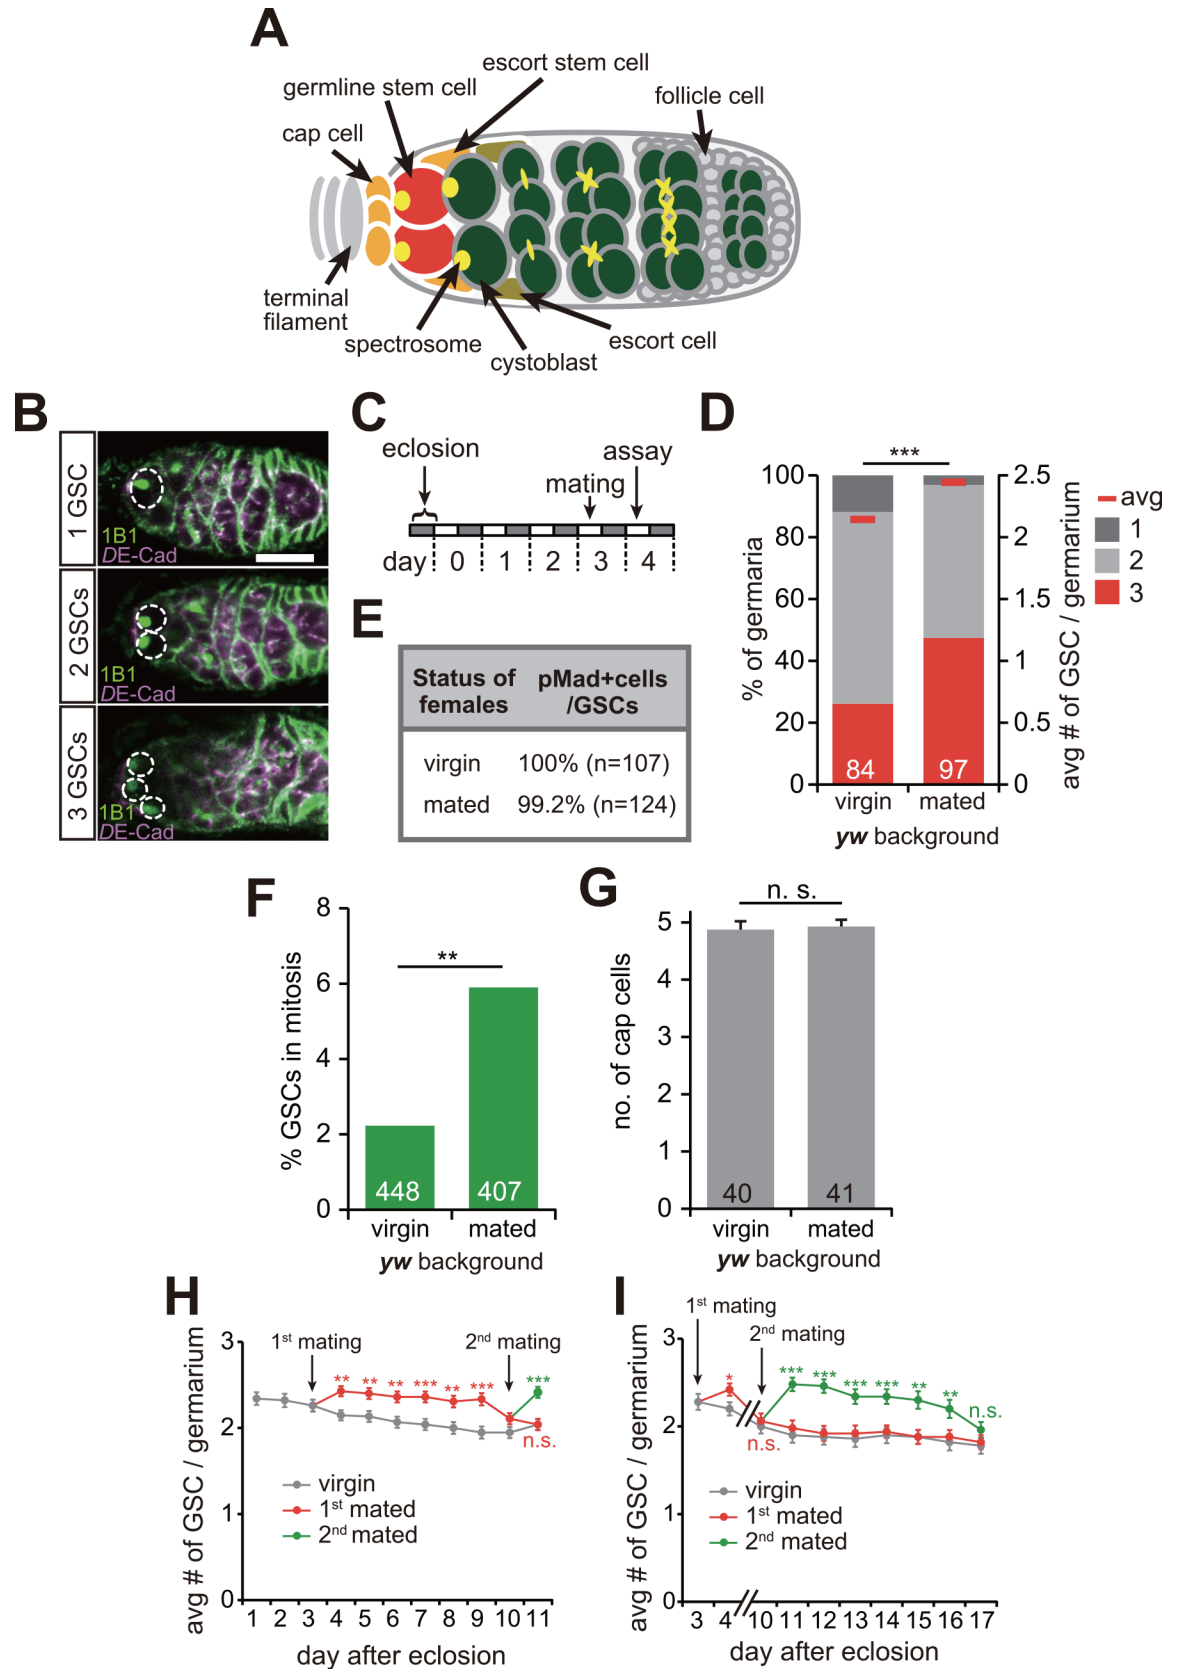 A
escort stem cell
germline stem cell
follicle cell
cap cell
terminal
filament
spectrosome
cystoblast
escort cell
B
1 GSC
1B1
DE-Cad
2 GSCs
1B1
DE-Cad
3 GSCs
1B1
DE-Cad
C
eclosion
assay
mating
day 0 1 2 3 4
D
***
100
80
60
40
20
0
% of germaria
2.5
2
1.5
1
0.5
0
avg # of GSC / germarium
avg
1
2
3
84 97
virgin mated
yw background
E
Status of females pMad+cells /GSCs
virgin 100% (n=107)
mated 99.2% (n=124)
F
8
6
4
2
0
% GSCs in mitosis
**
448 407
virgin mated
yw background
G
n. s.
5
4
3
2
1
0
no. of cap cells
40 41
virgin mated
yw background
H
avg # of GSC / germarium
3
2
1
0
1st mating
2nd mating
** ** ** *** ** *** ***
n.s.
virgin
1st mated
2nd mated
1 2 3 4 5 6 7 8 9 10 11
day after eclosion
I
avg # of GSC / germarium
3
2
1
0
1st mating
2nd mating
* *** *** *** *** ** ** n.s.
n.s.
virgin
1st mated
2nd mated
3 4 10 11 12 13 14 15 16 17
day after eclosion